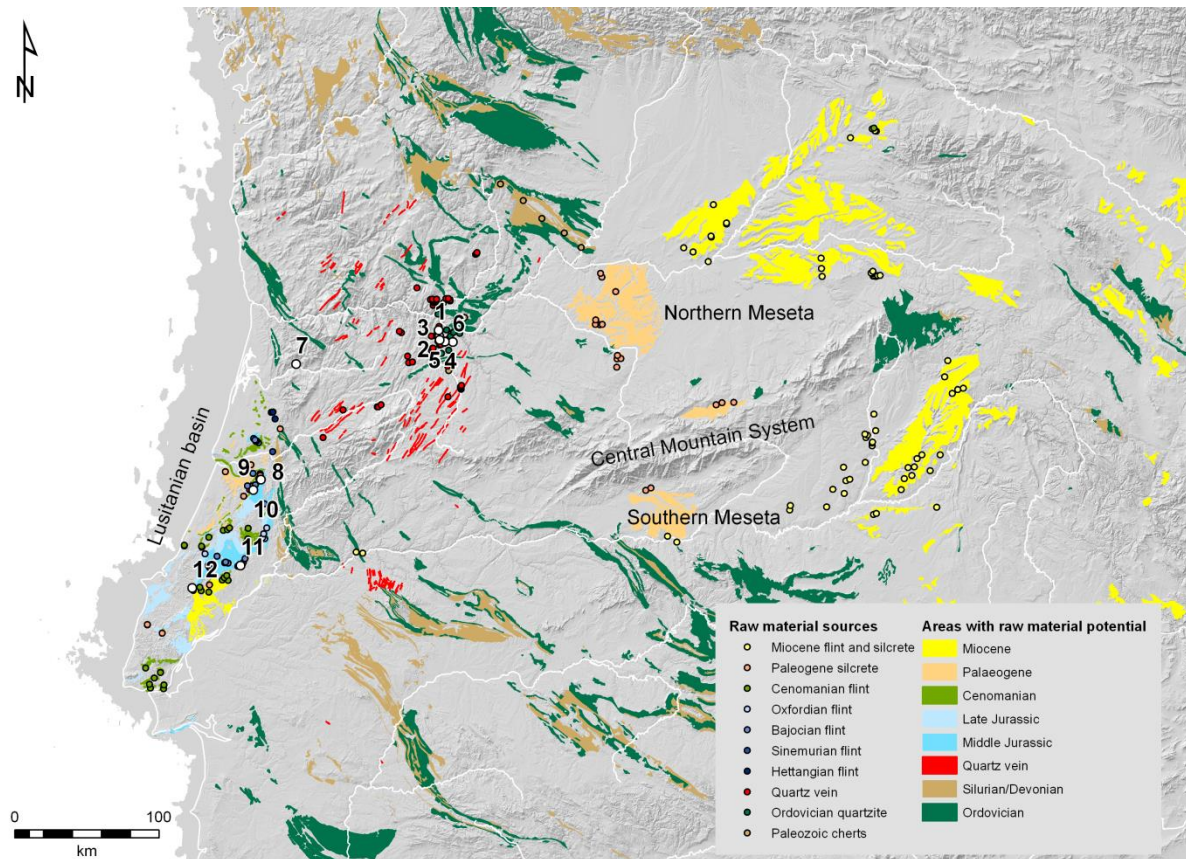 N
1
3
6
2
5
4
7
Northern Meseta
Central Mountain System
Lusitanian basin
9
8
10
Southern Meseta
11
12
Raw material sources
Miocene flint and silcrete
Paleogene silcrete
Cenomanian flint
Oxfordian flint
Bajocian flint
Sinemurian flint
Hettangian flint
Quartz vein
Ordovician quartzite
Paleozoic cherts
Areas with raw material potential
Miocene
Palaeogene
Cenomanian
Late Jurassic
Middle Jurassic
Quartz vein
Silurian/Devonian
Ordovician
0 100
km